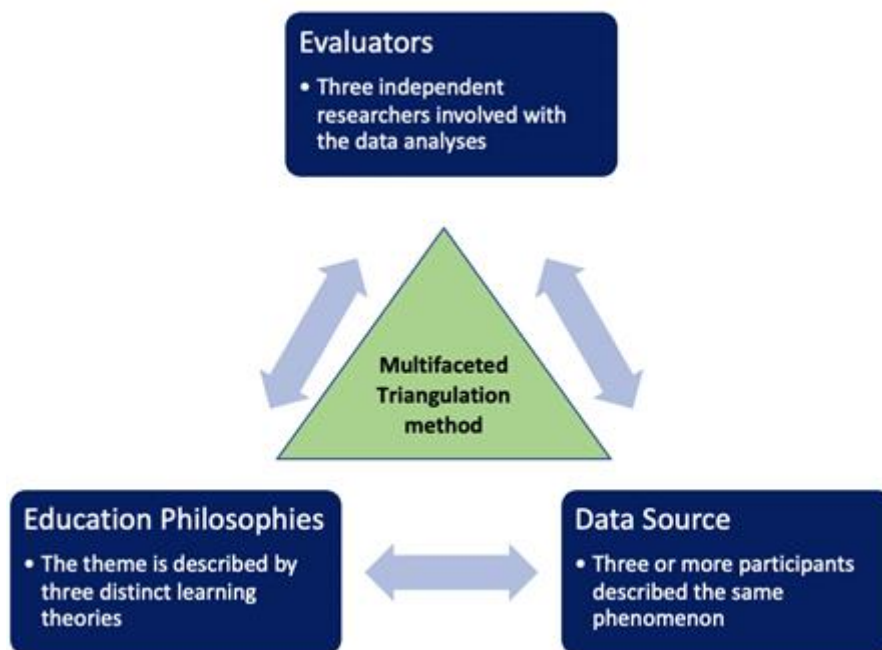 Evaluators
• Three independent
researchers involved with
the data analyses
Multifaceted
Triangulation
method
Education Philosophies
• The theme is described by
three distinct learning
theories
Data Source
• Three or more participants
described the same
phenomenon